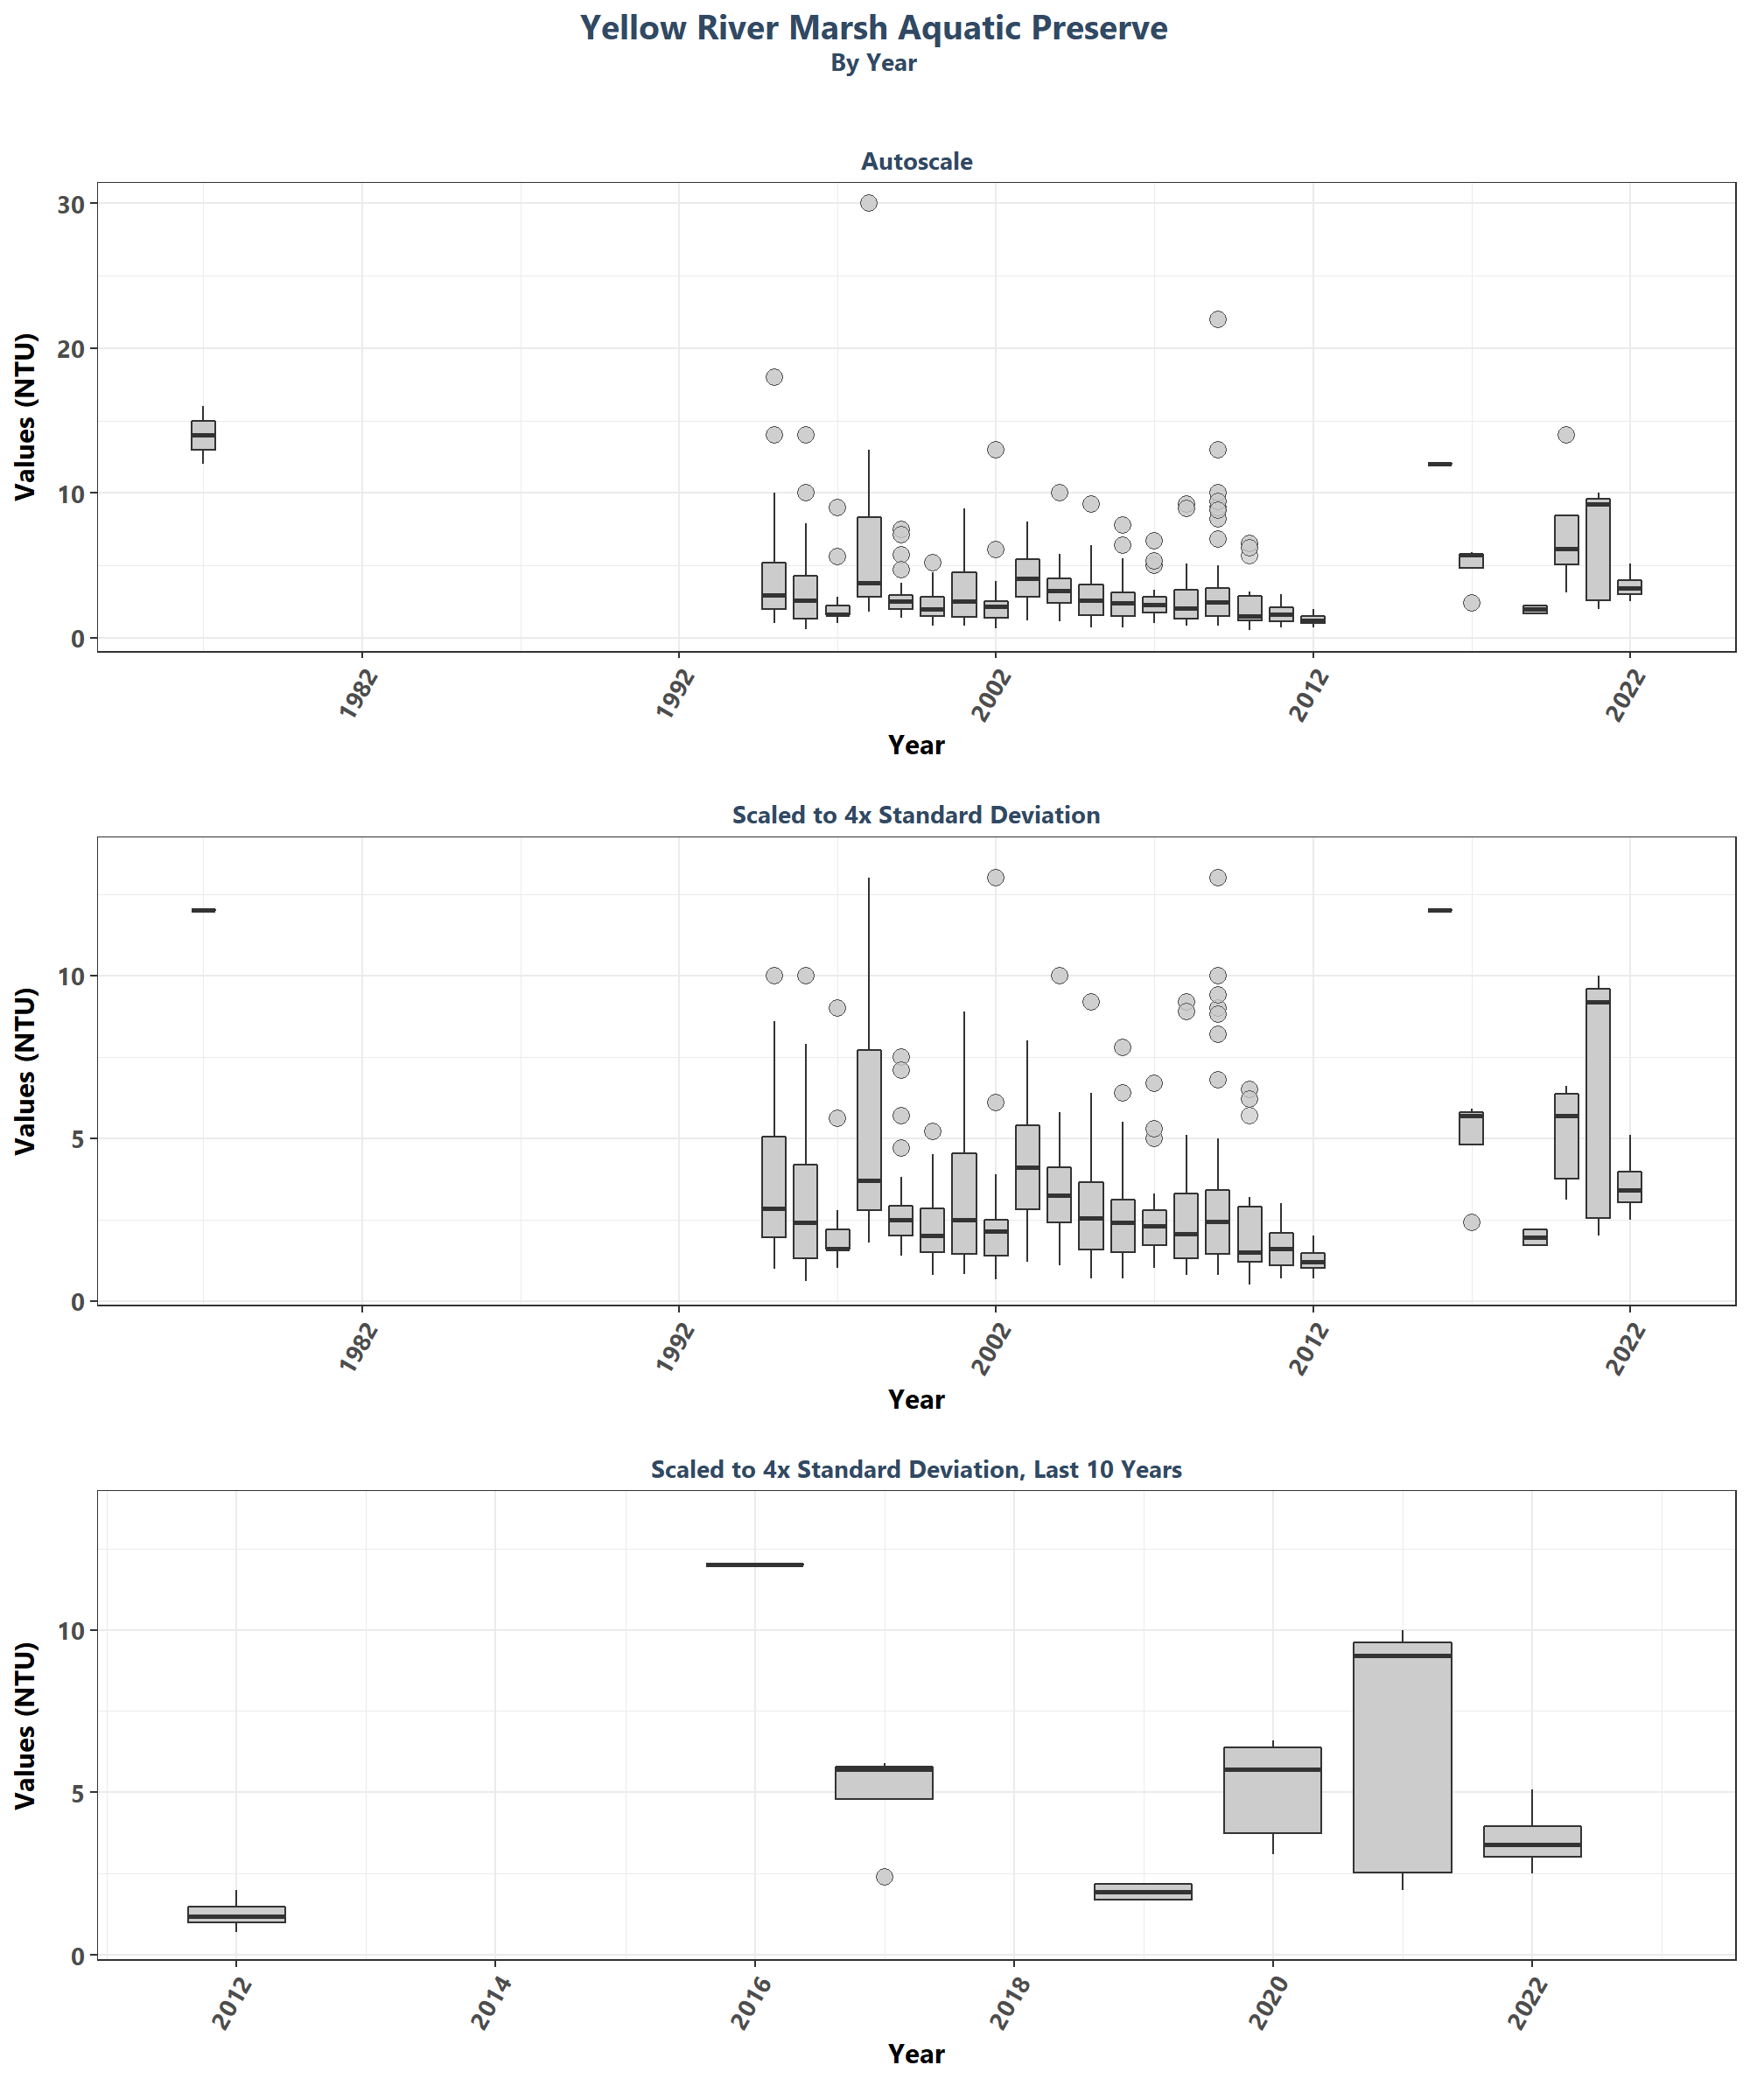 Yellow River Marsh Aquatic Preserve
By Year
Autoscale
Values (NTU)
30
20
10
0
1982
1992
2002
2012
2022
Year
Scaled to 4x Standard Deviation
Values (NTU)
10
5
0
1982
1992
2002
2012
2022
Year
Scaled to 4x Standard Deviation, Last 10 Years
Values (NTU)
10
5
0
2012
2014
2016
2018
2020
2022
Year